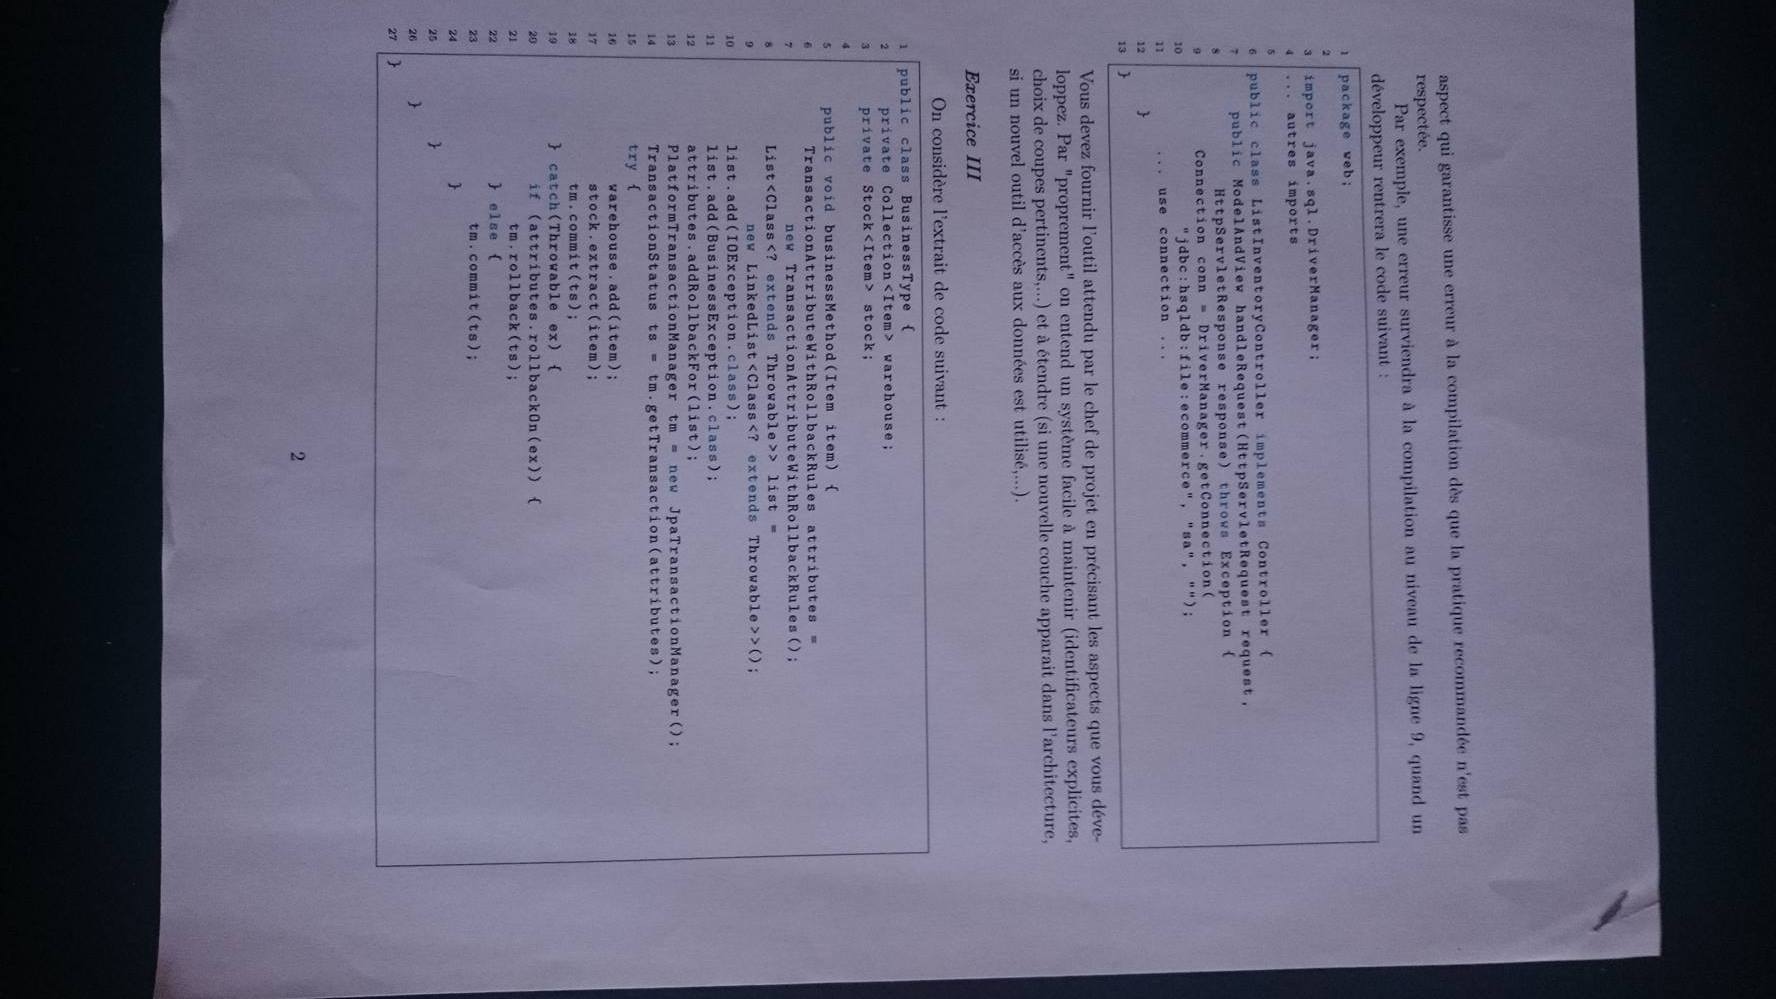 aspect qui garantisse une erreur à la compilation dès que la pratique recommandée n'est pas
respectée.
Par exemple, une erreur surviendra à la compilation au niveau de la ligne 9, quand un
développeur rentrera le code suivant :
1 package web;
2
3 import java.sql.DriverManager;
4 ... autres imports
5
6 public class ListInventoryController implements Controller {
7 public ModelAndView handleRequest(HttpServletRequest request,
8 HttpServletResponse response) throws Exception {
9 Connection conn = DriverManager.getConnection(
10 "jdbc:hsqldb:file:ecommerce", "sa", "");
11 ... use connection ...
12 }
13 }
Vous devez fournir l'outil attendu par le chef de projet en précisant les aspects que vous déve-
loppez. Par "proprement" on entend un système facile à maintenir (identificateurs explicites,
choix de coupes pertinents,...) et à étendre (si une nouvelle couche apparait dans l'architecture,
si un nouvel outil d'accès aux données est utilisé,...).
Exercice III
On considère l'extrait de code suivant :
1 public class BusinessType {
2 private Collection<Item> warehouse;
3 private Stock<Item> stock;
4
5 public void businessMethod(Item item) {
6 TransactionAttributeWithRollbackRules attributes =
7 new TransactionAttributeWithRollbackRules();
8 List<Class<? extends Throwable>> list =
9 new LinkedList<Class<? extends Throwable>>();
10 list.add(IOException.class);
11 list.add(BusinessException.class);
12 attributes.addRollbackFor(list);
13 PlatformTransactionManager tm = new JpaTransactionManager();
14 TransactionStatus ts = tm.getTransaction(attributes);
15 try {
16 warehouse.add(item);
17 stock.extract(item);
18 tm.commit(ts);
19 } catch(Throwable ex) {
20 if (attributes.rollbackOn(ex)) {
21 tm.rollback(ts);
22 } else {
23 tm.commit(ts);
24 }
25 }
26 }
27 }
2